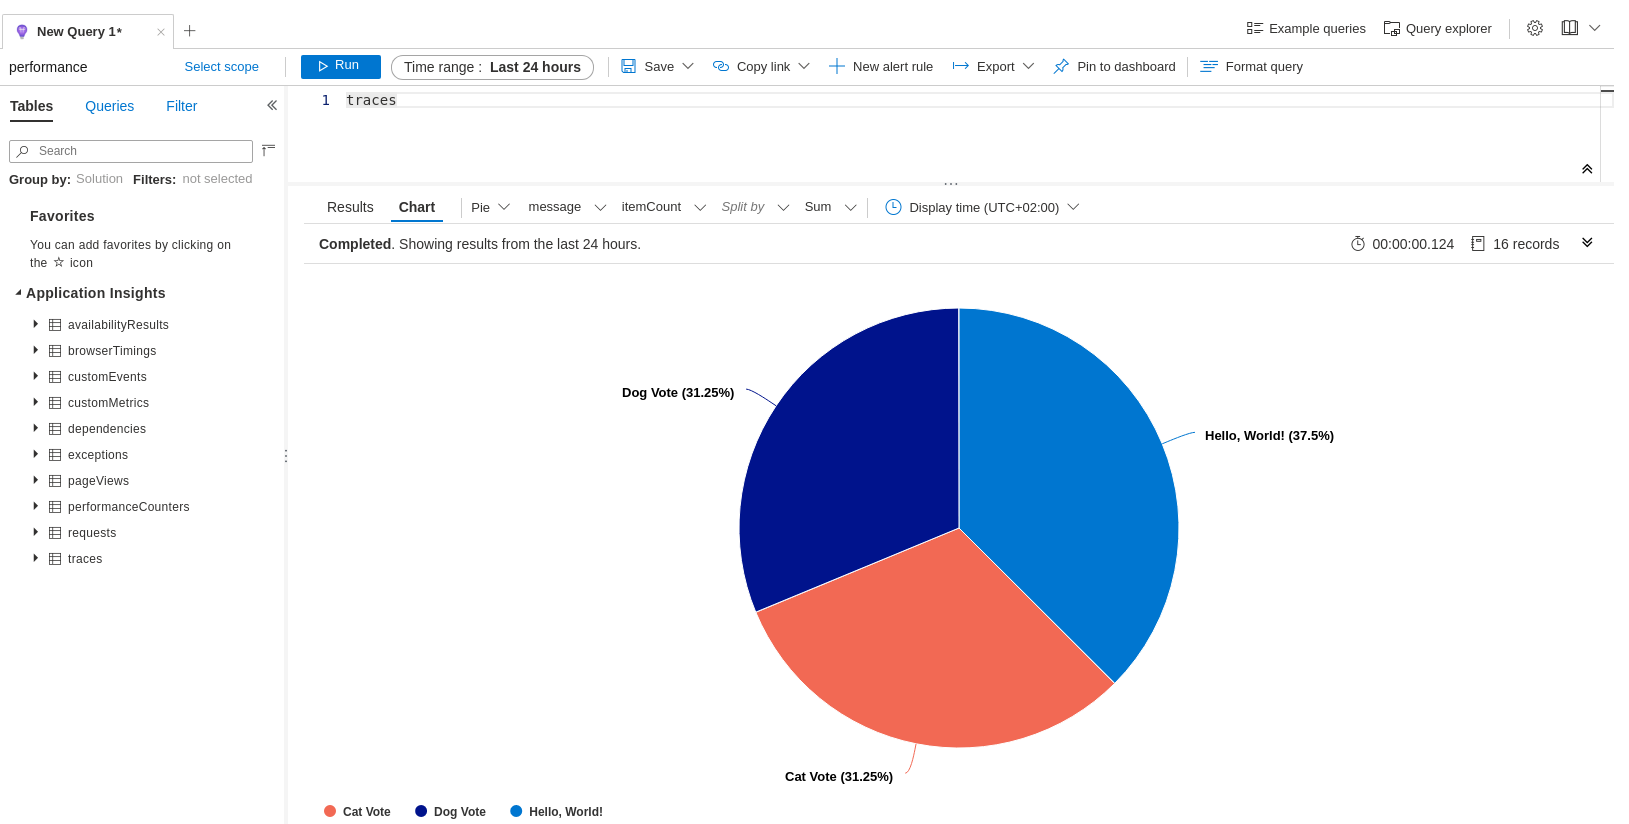 New Query 1*
Example queries
Query explorer
performance
Select scope
Run
Time range : Last 24 hours
Save
Copy link
New alert rule
Export
Pin to dashboard
Format query
Tables
Queries
Filter
1 traces
Search
Group by: Solution Filters: not selected
Favorites
You can add favorites by clicking on
the ☆ icon
Application Insights
availabilityResults
browserTimings
customEvents
customMetrics
dependencies
exceptions
pageViews
performanceCounters
requests
traces
Results
Chart
Pie
message
itemCount
Split by
Sum
Display time (UTC+02:00)
Completed. Showing results from the last 24 hours.
00:00:00.124
16 records
Dog Vote (31.25%)
Hello, World! (37.5%)
Cat Vote (31.25%)
Cat Vote
Dog Vote
Hello, World!